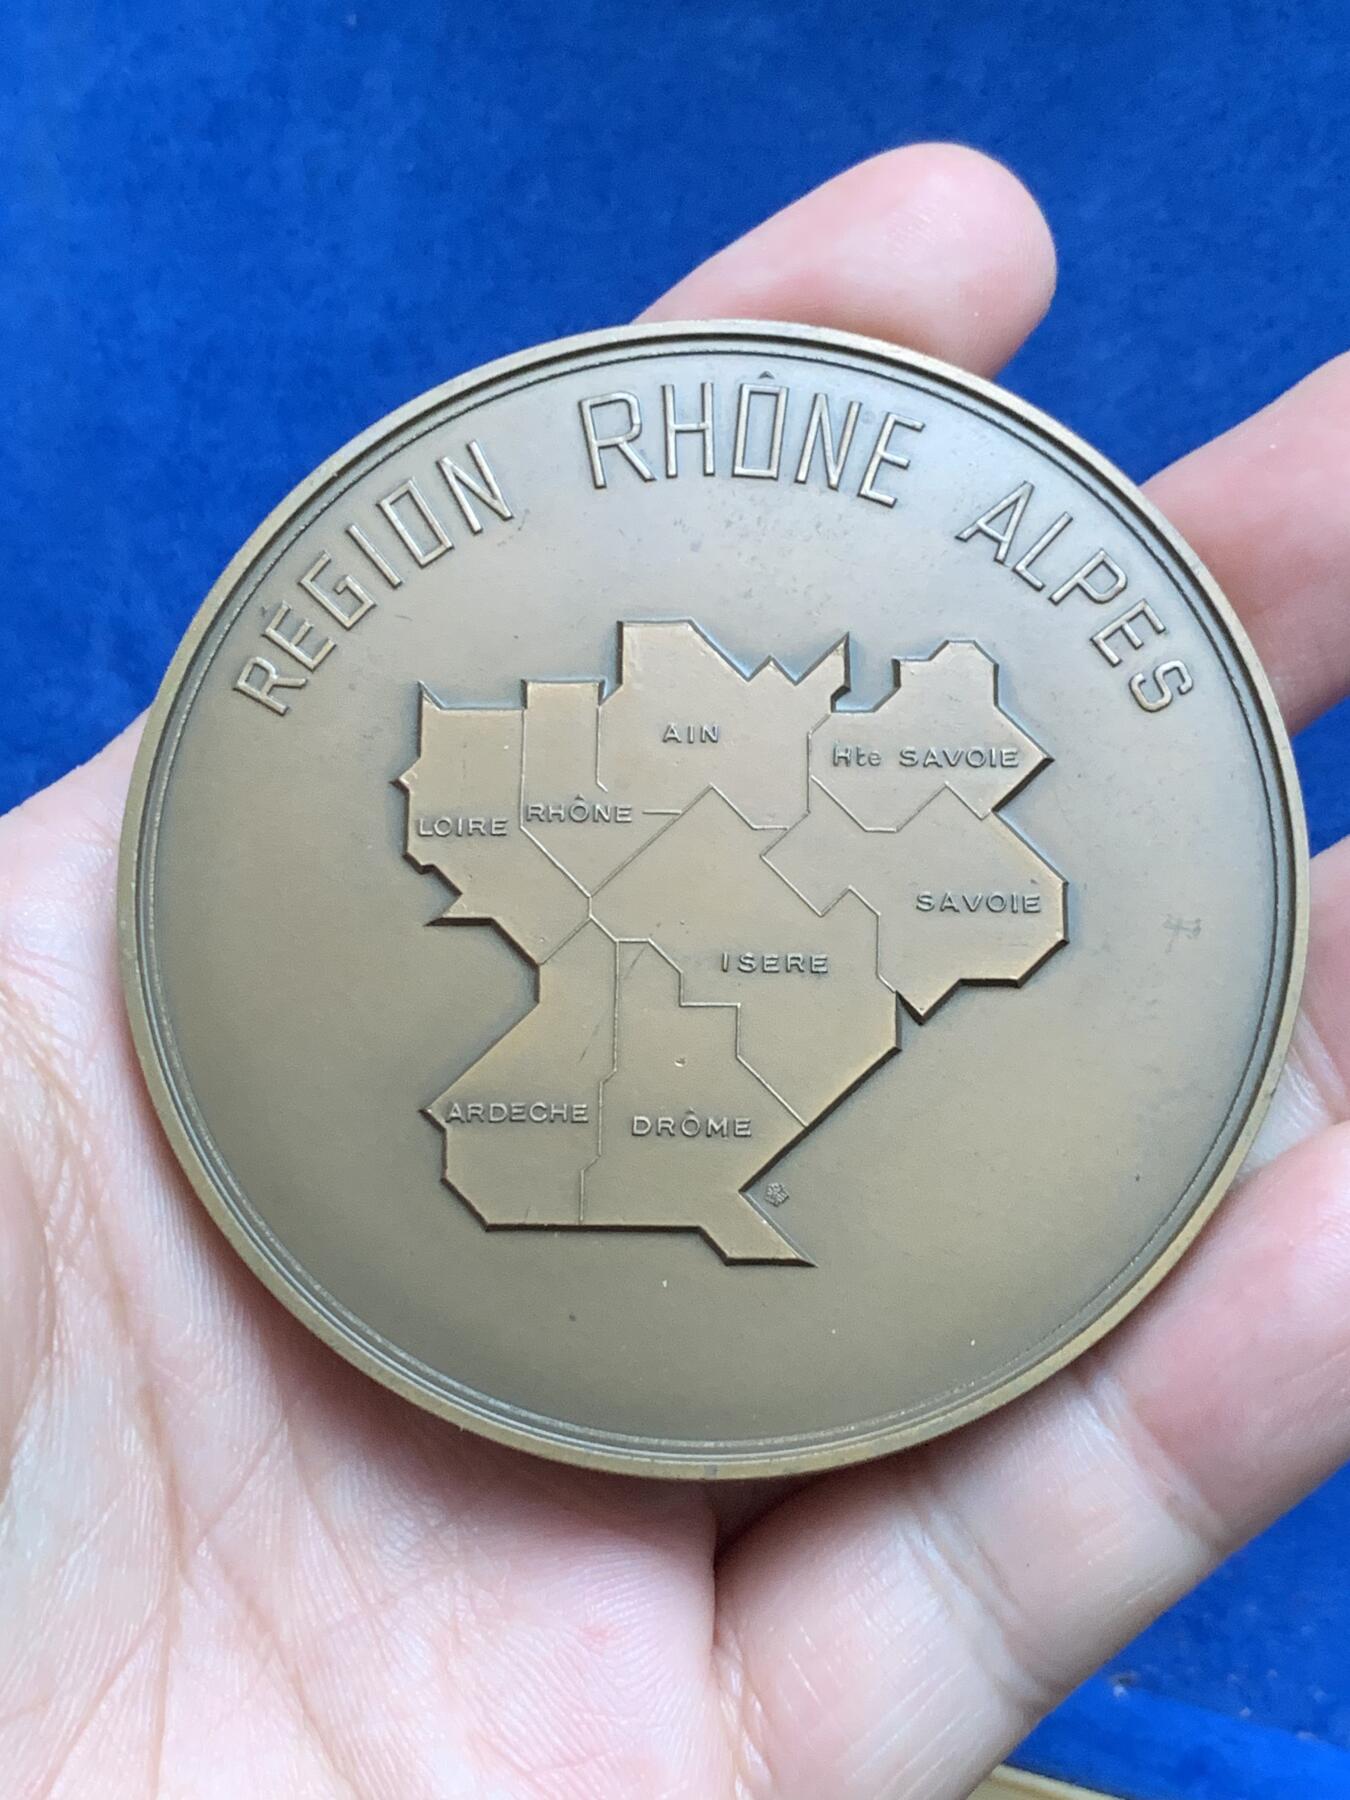 RÉGION RHÔNE ALPES
AIN
Hte SAVOIE
LOIRE
RHÔNE
SAVOIE
ISERE
ARDECHE
DRÔME